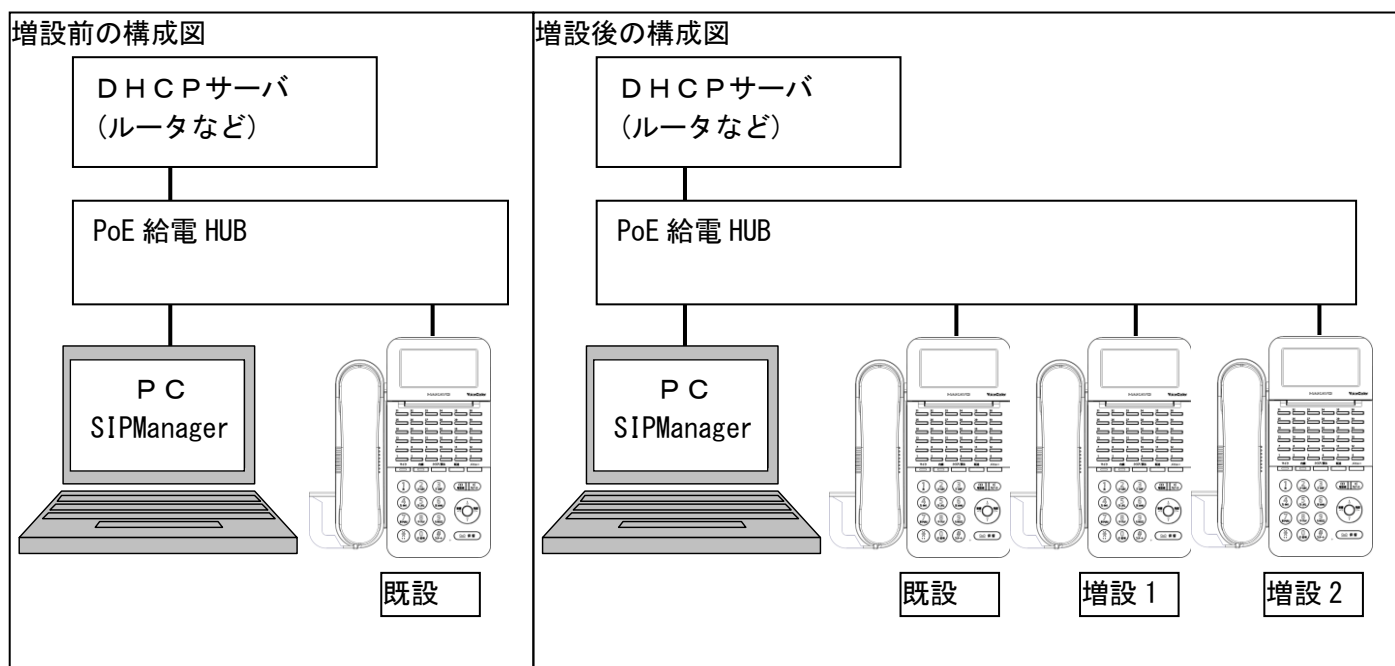 増設前の構成図
ＤＨＣＰサーバ
(ルータなど)
PoE 給電 HUB
ＰＣ
SIPManager
既設
増設後の構成図
ＤＨＣＰサーバ
(ルータなど)
PoE 給電 HUB
ＰＣ
SIPManager
既設
増設 1
増設 2